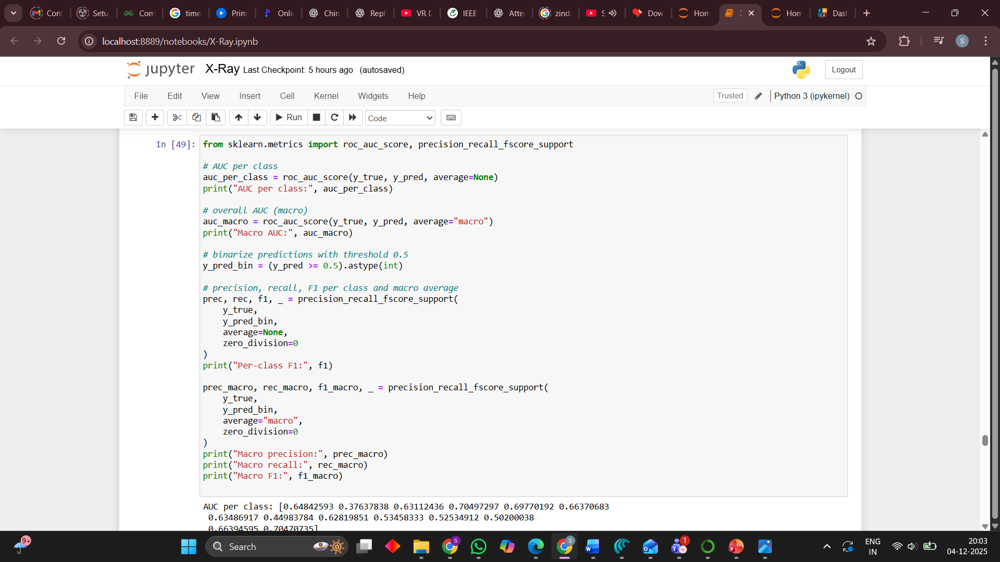 Conf
Setu
Com
time
Prim
Onli
Chin
Repl
VR D
IEEE
Atte
zind
S
Dow
Hom
Hom
Dash
localhost:8889/notebooks/X-Ray.ipynb
S
jupyter X-Ray Last Checkpoint: 5 hours ago (autosaved)
Logout
File Edit View Insert Cell Kernel Widgets Help
Trusted
Python 3 (ipykernel)
Run
Code
In [49]:
from sklearn.metrics import roc_auc_score, precision_recall_fscore_support
# AUC per class
auc_per_class = roc_auc_score(y_true, y_pred, average=None)
print("AUC per class:", auc_per_class)
# overall AUC (macro)
auc_macro = roc_auc_score(y_true, y_pred, average="macro")
print("Macro AUC:", auc_macro)
# binarize predictions with threshold 0.5
y_pred_bin = (y_pred >= 0.5).astype(int)
# precision, recall, F1 per class and macro average
prec, rec, f1, _ = precision_recall_fscore_support(
    y_true,
    y_pred_bin,
    average=None,
    zero_division=0
)
print("Per-class F1:", f1)
prec_macro, rec_macro, f1_macro, _ = precision_recall_fscore_support(
    y_true,
    y_pred_bin,
    average="macro",
    zero_division=0
)
print("Macro precision:", prec_macro)
print("Macro recall:", rec_macro)
print("Macro F1:", f1_macro)
AUC per class: [0.64842593 0.37637838 0.63112436 0.70497297 0.69770192 0.66370683
 0.63486917 0.44983784 0.62819851 0.53458333 0.52534912 0.50200038
 0.66394595 0.70470735]
9+
Search
1
ENG
IN
20:03
04-12-2025